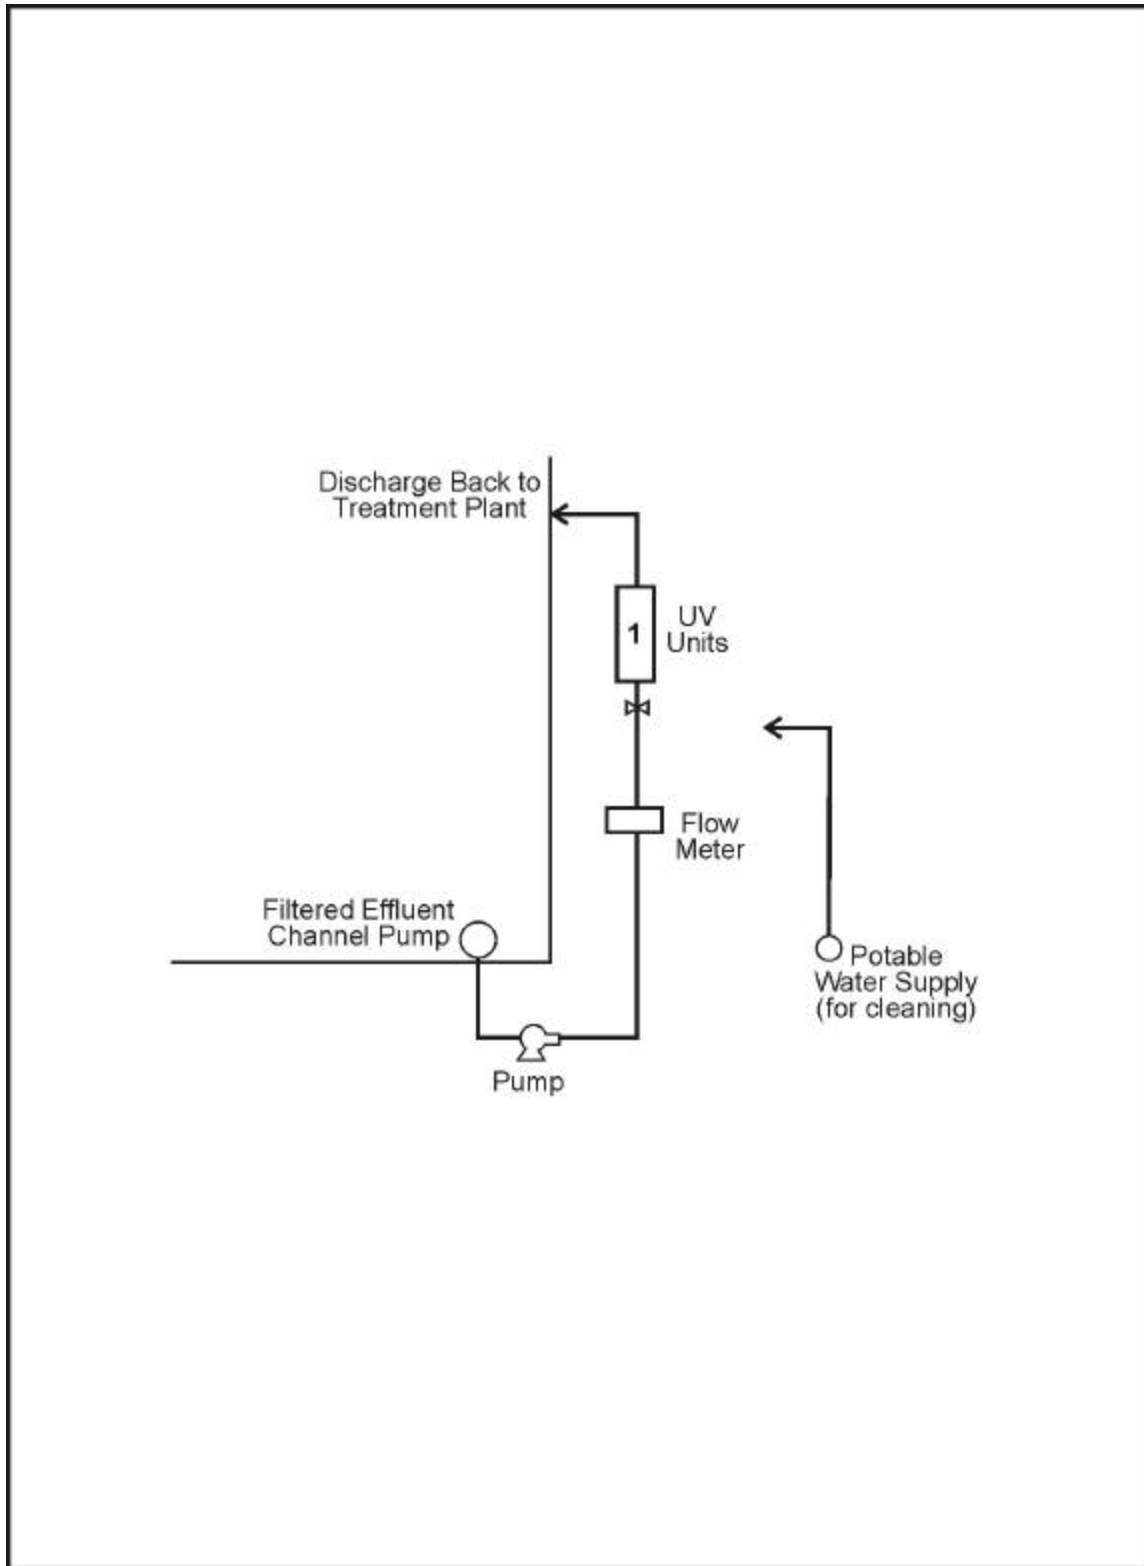 Discharge Back to
Treatment Plant
1
UV
Units
Flow
Meter
Filtered Effluent
Channel Pump
Potable
Water Supply
(for cleaning)
Pump